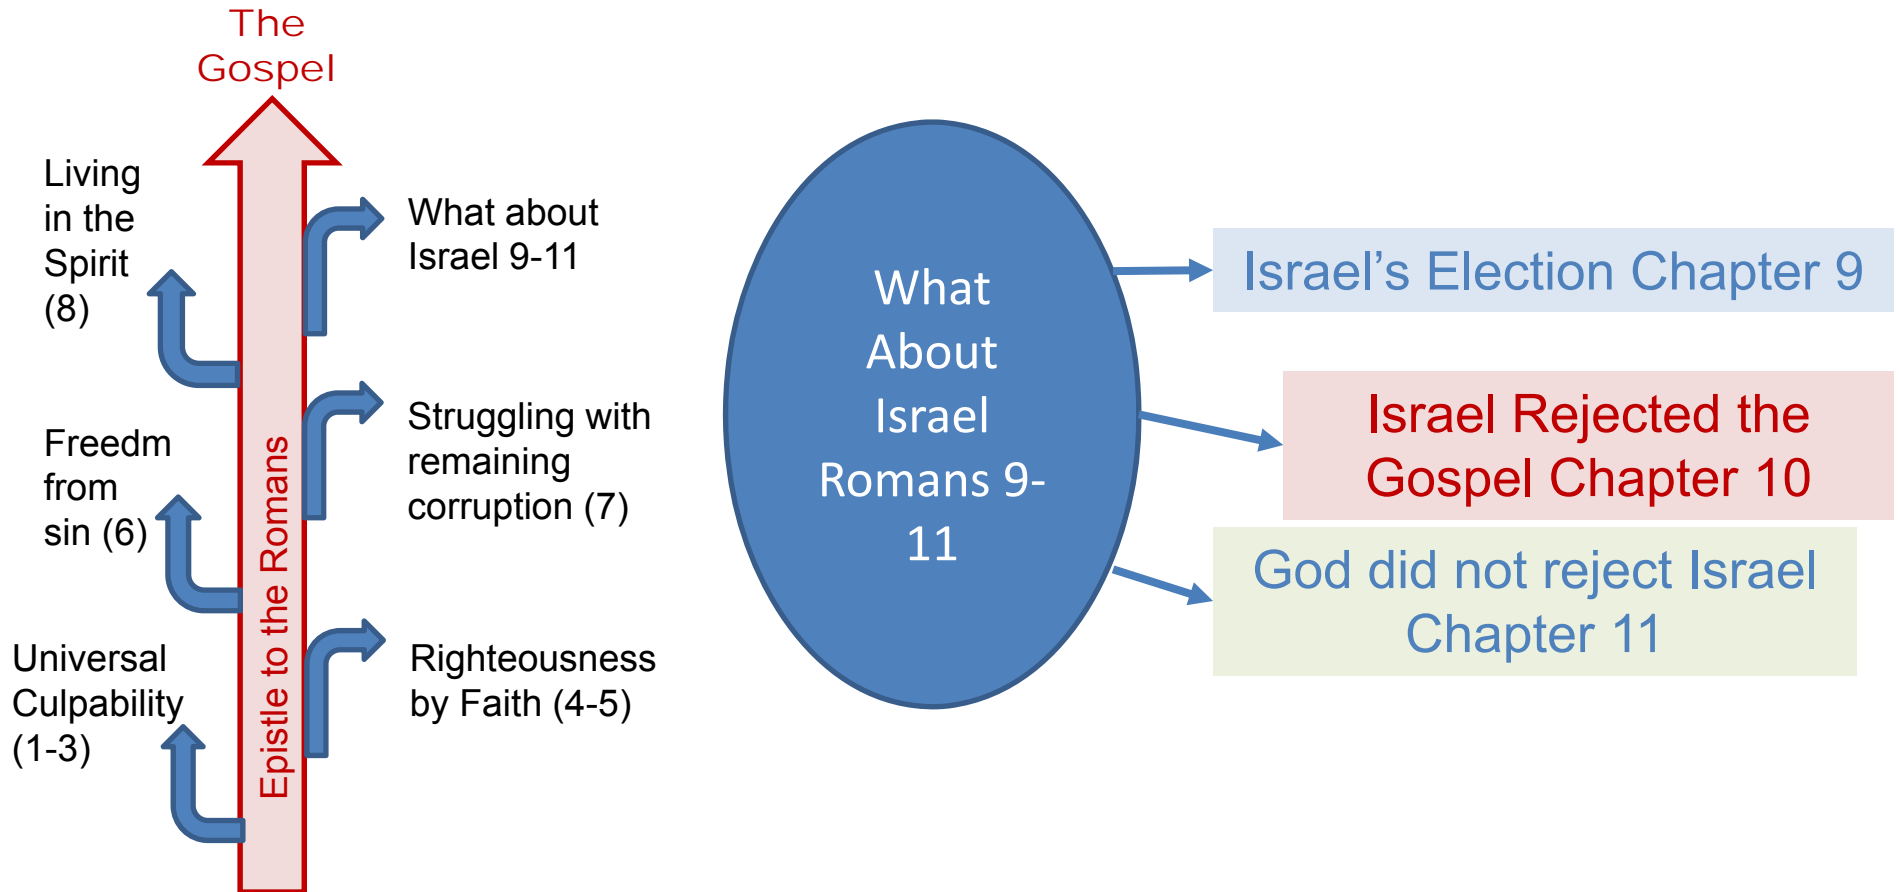 The
Gospel
Living
in the
Spirit
(8)
What about
Israel 9-11
Freedm
from
sin (6)
Struggling with
remaining
corruption (7)
Universal
Culpability
(1-3)
Righteousness
by Faith (4-5)
Epistle to the Romans
What
About
Israel
Romans 9-
11
Israel’s Election Chapter 9
Israel Rejected the
Gospel Chapter 10
God did not reject Israel
Chapter 11